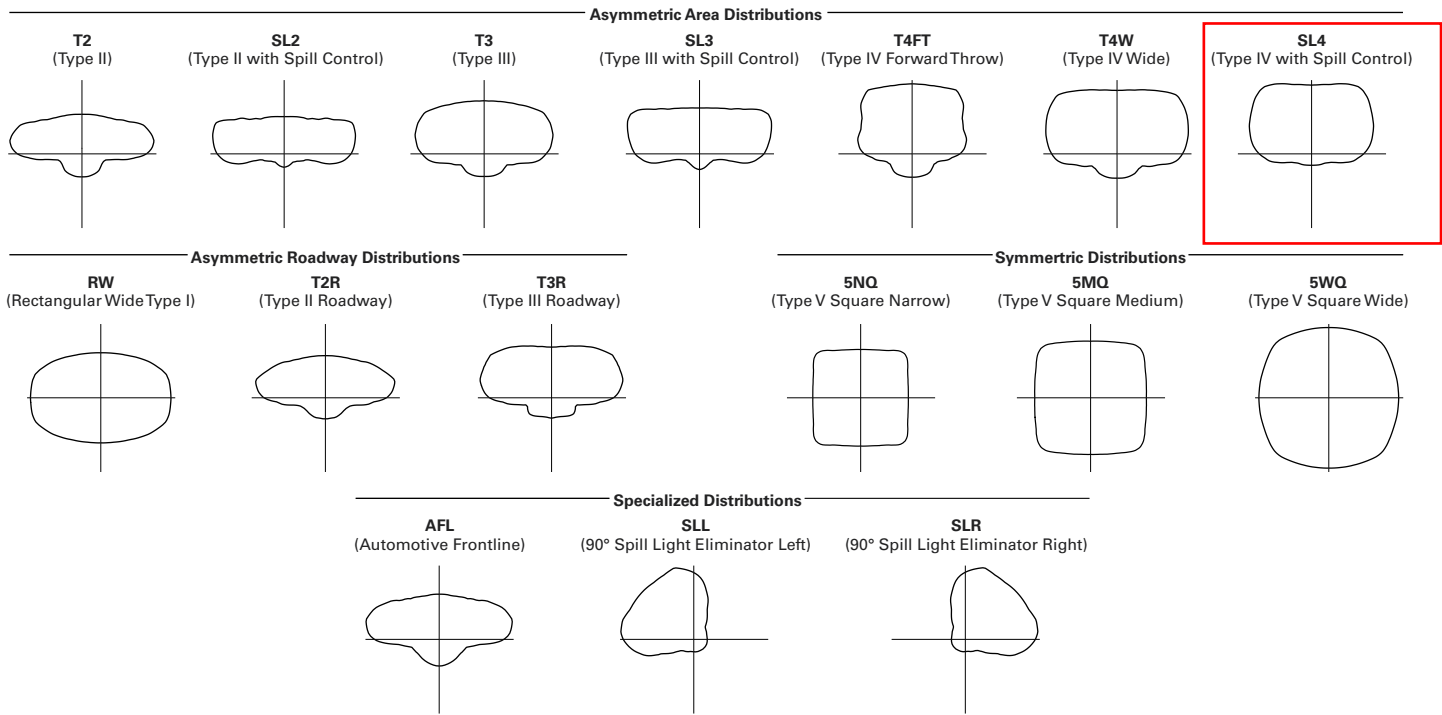 Asymmetric Area Distributions
T2
(Type II)
SL2
(Type II with Spill Control)
T3
(Type III)
SL3
(Type III with Spill Control)
T4FT
(Type IV Forward Throw)
T4W
(Type IV Wide)
SL4
(Type IV with Spill Control)
Asymmetric Roadway Distributions
RW
(Rectangular Wide Type I)
T2R
(Type II Roadway)
T3R
(Type III Roadway)
Symmertric Distributions
5NQ
(Type V Square Narrow)
5MQ
(Type V Square Medium)
5WQ
(Type V Square Wide)
Specialized Distributions
AFL
(Automotive Frontline)
SLL
(90° Spill Light Eliminator Left)
SLR
(90° Spill Light Eliminator Right)